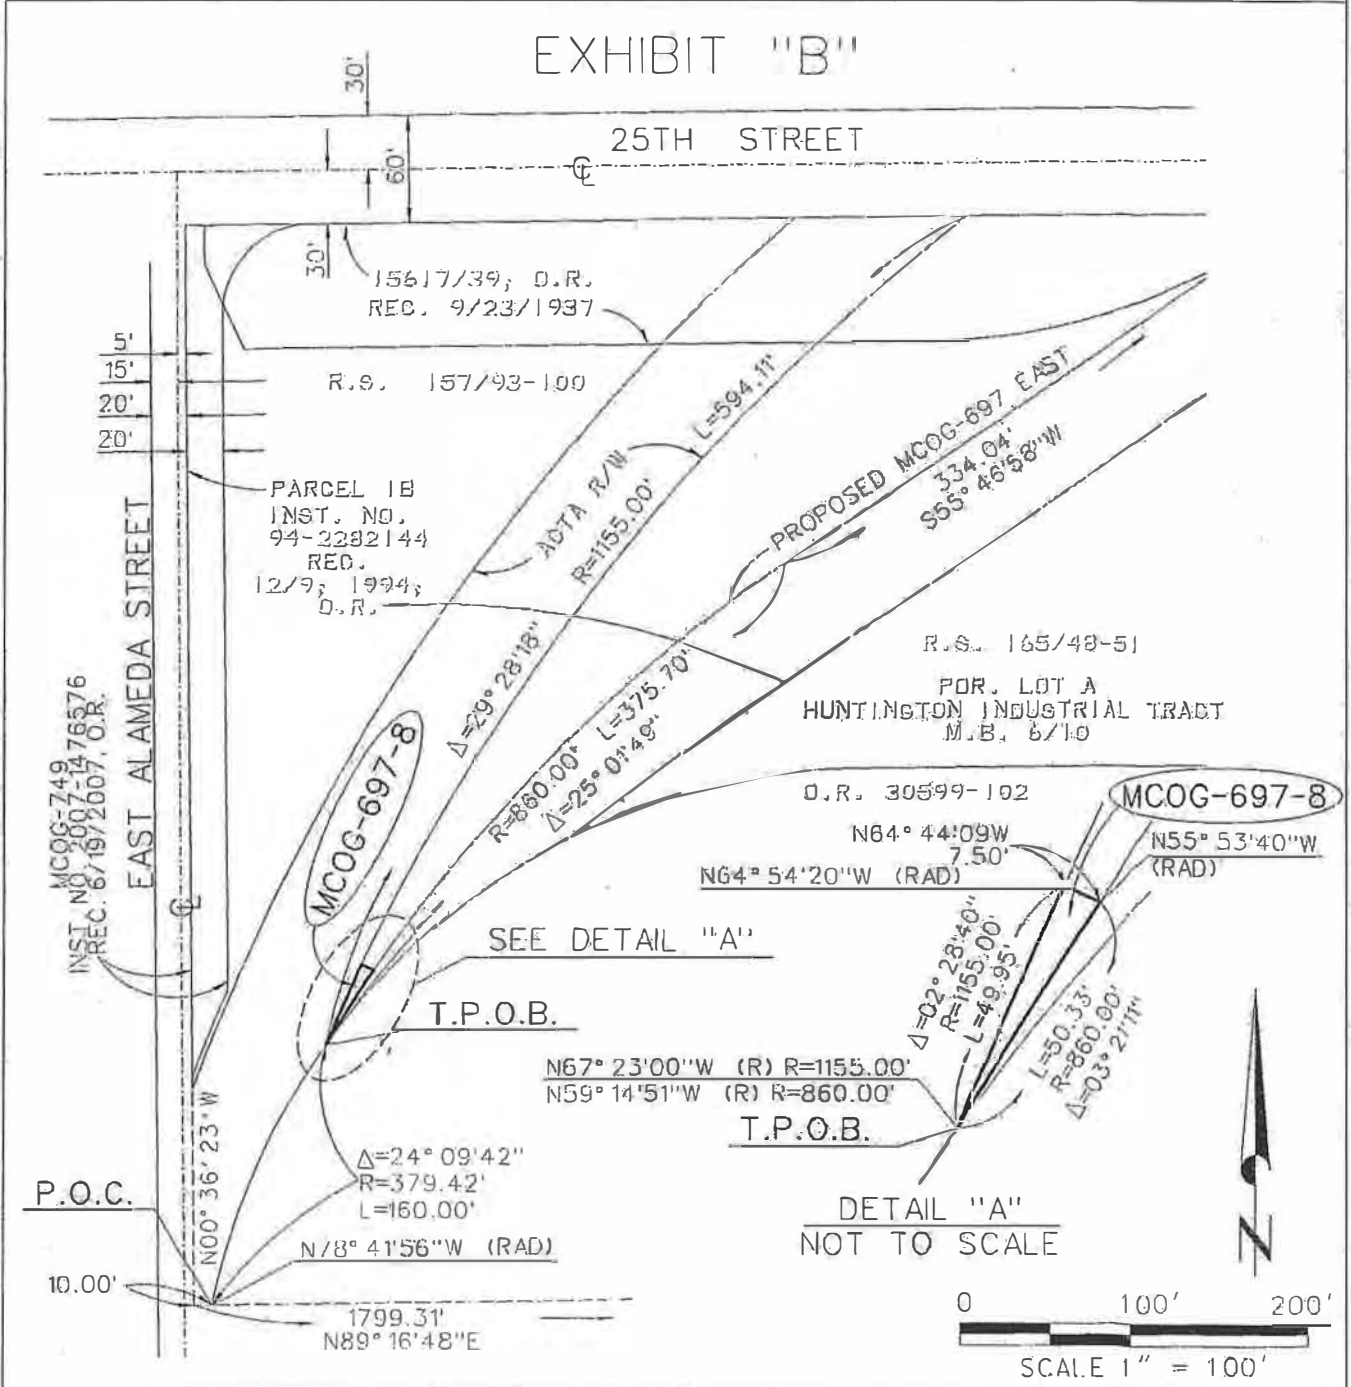 EXHIBIT "B"
30'
25TH STREET
60'
℄
30'
15617/39, O.R.
REC. 9/23/1937
5'
15'
20'
20'
R.S. 157/93-100
L=594.11'
ACTA R/W
R=1155.00'
Δ=29°28'18"
PROPOSED MCOG-697 EAST
334.04'
S55°46'58"W
PARCEL 1B
INST. NO.
94-2282144
REC.
12/9, 1994,
O.R.
EAST ALAMEDA STREET
MCOG-749
INST. NO. 2007-1476576
REC. 6/19/2007, O.R.
℄
R.S. 165/48-51
POR. LOT A
HUNTINGTON INDUSTRIAL TRACT
M.B. 6/10
R=860.00' L=375.70'
Δ=25°01'49"
MCOG-697-8
O.R. 30599-102
MCOG-697-8
N64°44'09W
7.50'
N55°53'40"W
(RAD)
N64°54'20"W (RAD)
SEE DETAIL "A"
T.P.O.B.
Δ=02°28'40"
R=1155.00'
L=49.95'
L=50.33'
R=860.00'
Δ=03°21'11"
N67°23'00"W (R) R=1155.00'
N59°14'51"W (R) R=860.00'
T.P.O.B.
N00°36'23"W
Δ=24°09'42"
R=379.42'
L=160.00'
P.O.C.
N78°41'56"W (RAD)
10.00'
1799.31'
N89°16'48"E
DETAIL "A"
NOT TO SCALE
N
0 100' 200'
SCALE 1" = 100'